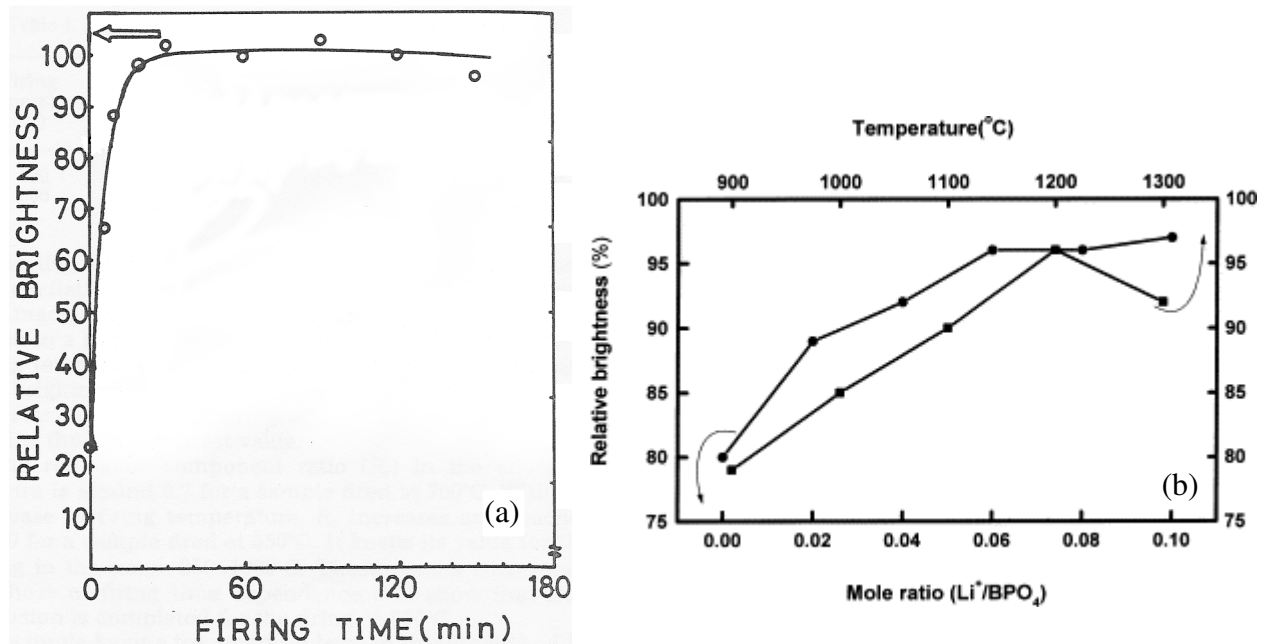 100
90
80
70
60
50
40
30
20
10
RELATIVE BRIGHTNESS
0 60 120 180
FIRING TIME(min)
(a)
Temperature(°C)
900 1000 1100 1200 1300
100 100
95 95
90 90
85 85
80 80
75 75
Relative brightness (%)
(b)
0.00 0.02 0.04 0.06 0.08 0.10
Mole ratio (Li⁺/BPO₄)